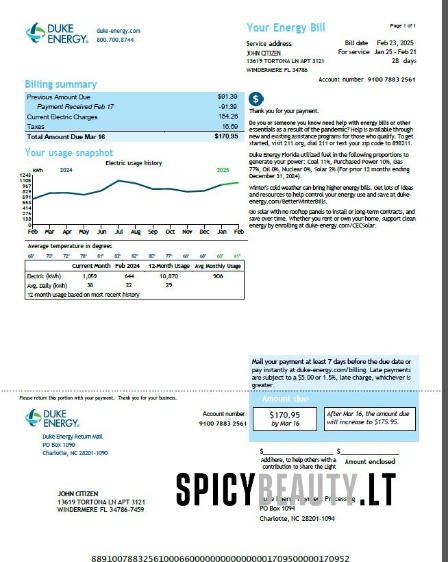 DUKE ENERGY.
duke-energy.com
800.700.8744
Your Energy Bill
Page 1 of 1
Service address
JOHN CITIZEN
13619 TORTONA LN APT 3121
WINDERMERE FL 34786
Bill date Feb 23, 2025
For service Jan 25 - Feb 21
28 days
Account number 9100 7883 2561
Billing summary
Previous Amount Due $91.39
Payment Received Feb 17 -91.39
Current Electric Charges 154.26
Taxes 16.69
Total Amount Due Mar 16 $170.95
$
Thank you for your payment.
Do you or someone you know need help with energy bills or other
essentials as a result of the pandemic? Help is available through
new and existing assistance programs for those who qualify. To get
started, visit 211.org, dial 211 or text your zip code to 898211.
Duke Energy Florida utilized fuel in the following proportions
to generate your power: Coal 11%, Purchased Power 10%, Gas
77%, Oil 0%, Nuclear 0%, Solar 2% (For prior 12 months ending
December 31, 2024).
Winter's cold weather can bring higher energy bills. Get lots of ideas
and resources to help control your energy use and save at duke-
energy.com/BetterWinterBills.
Go solar with no rooftop panels to install or long-term contracts, and
save over time. Whether you rent or own your home, support clean
energy by enrolling at duke-energy.com/CECSolar.
Your usage snapshot
Electric usage history
kWh 2024 2025
Feb Mar Apr May Jun Jul Aug Sep Oct Nov Dec Jan Feb
Average temperature in degrees
Current Month Feb 2024 12-Month Usage Avg Monthly Usage
Electric (kWh) 1,059 644 10,870 906
Avg. Daily (kWh) 38 22 29
12-month usage based on most recent history
Mail your payment at least 7 days before the due date or
pay instantly at duke-energy.com/billing. Late payments
are subject to a $5.00 or 1.5%, late charge, whichever is
greater.
Please return this portion with your payment. Thank you for your business.
Amount due
DUKE ENERGY.
Account number
9100 7883 2561
$170.95
by Mar 16
After Mar 16, the amount due
will increase to $175.95.
Duke Energy Return Mail
PO Box 1090
Charlotte, NC 28201-1090
$ $
Add here, to help others with a
contribution to Share the Light
Amount enclosed
SPICYBEAUTY.LT
JOHN CITIZEN
13619 TORTONA LN APT 3121
WINDERMERE FL 34786-7459
Duke Energy Payment Processing
PO Box 1094
Charlotte, NC 28201-1094